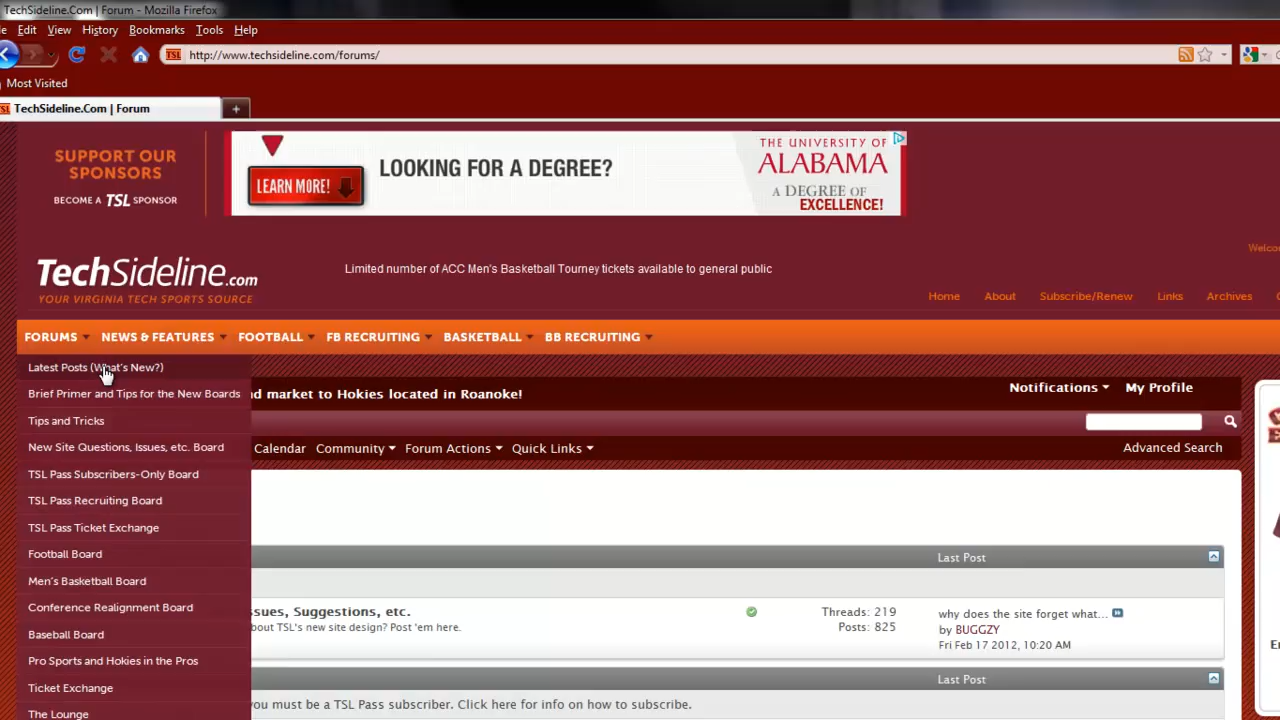 TechSideline.Com | Forum - Mozilla Firefox
Edit View History Bookmarks Tools Help
http://www.techsideline.com/forums/
Most Visited
TechSideline.Com | Forum
SUPPORT OUR
SPONSORS
BECOME A TSL SPONSOR
LEARN MORE!
LOOKING FOR A DEGREE?
THE UNIVERSITY OF
ALABAMA
A DEGREE OF
EXCELLENCE!
TechSideline.com
YOUR VIRGINIA TECH SPORTS SOURCE
Limited number of ACC Men's Basketball Tourney tickets available to general public
Home About Subscribe/Renew Links Archives
FORUMS NEWS & FEATURES FOOTBALL FB RECRUITING BASKETBALL BB RECRUITING
Latest Posts (What's New?)
Brief Primer and Tips for the New Boards
Tips and Tricks
New Site Questions, Issues, etc. Board
TSL Pass Subscribers-Only Board
TSL Pass Recruiting Board
TSL Pass Ticket Exchange
Football Board
Men's Basketball Board
Conference Realignment Board
Baseball Board
Pro Sports and Hokies in the Pros
Ticket Exchange
The Lounge
nd market to Hokies located in Roanoke!
Notifications My Profile
Calendar Community Forum Actions Quick Links
Advanced Search
Last Post
ssues, Suggestions, etc.
bout TSL's new site design? Post 'em here.
Threads: 219
Posts: 825
why does the site forget what...
by BUGGZY
Fri Feb 17 2012, 10:20 AM
Last Post
you must be a TSL Pass subscriber. Click here for info on how to subscribe.